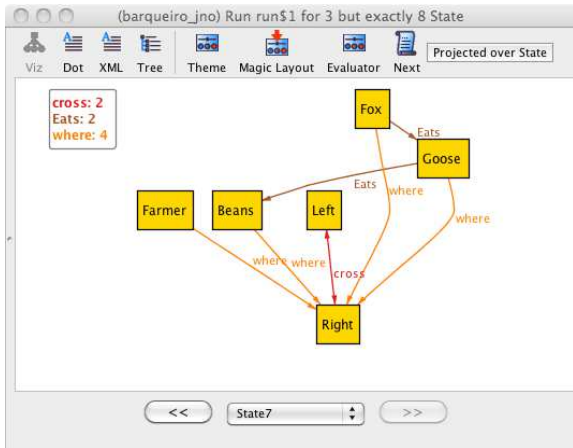 (barqueiro_jno) Run run$1 for 3 but exactly 8 State
Viz Dot XML Tree Theme Magic Layout Evaluator Next Projected over State
cross: 2
Eats: 2
where: 4
Fox
Eats
Goose
Eats
where
Farmer Beans Left
where
where where
cross
Right
<< State7 >>